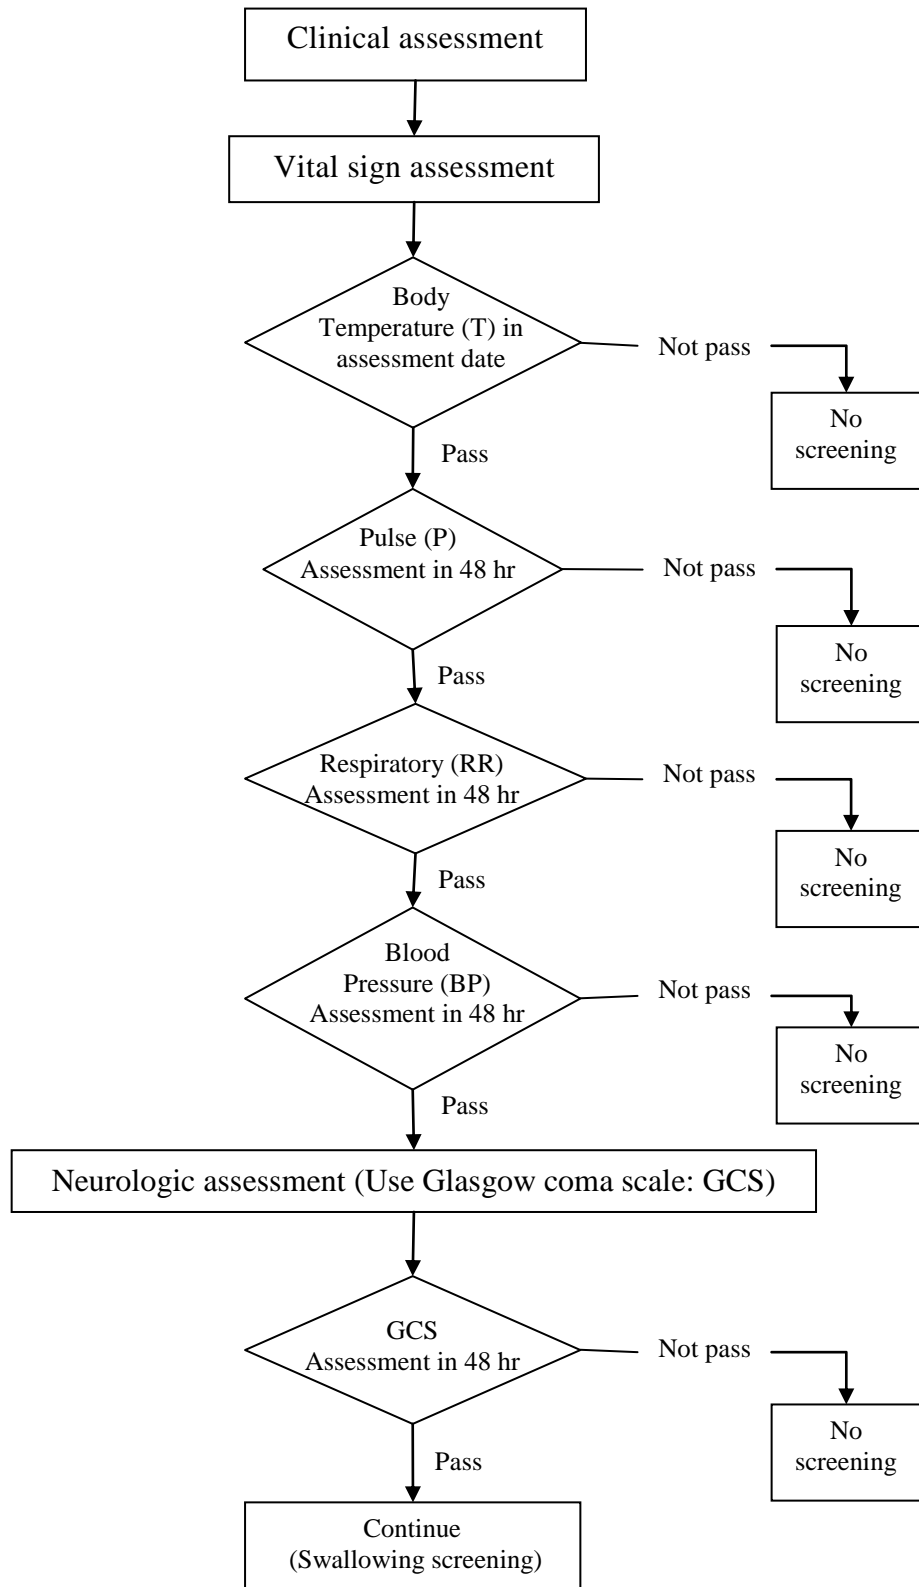 Clinical assessment
Vital sign assessment
Body
Temperature (T) in
assessment date
Not pass
No
screening
Pass
Pulse (P)
Assessment in 48 hr
Not pass
No
screening
Pass
Respiratory (RR)
Assessment in 48 hr
Not pass
No
screening
Pass
Blood
Pressure (BP)
Assessment in 48 hr
Not pass
No
screening
Pass
Neurologic assessment (Use Glasgow coma scale: GCS)
GCS
Assessment in 48 hr
Not pass
No
screening
Pass
Continue
(Swallowing screening)